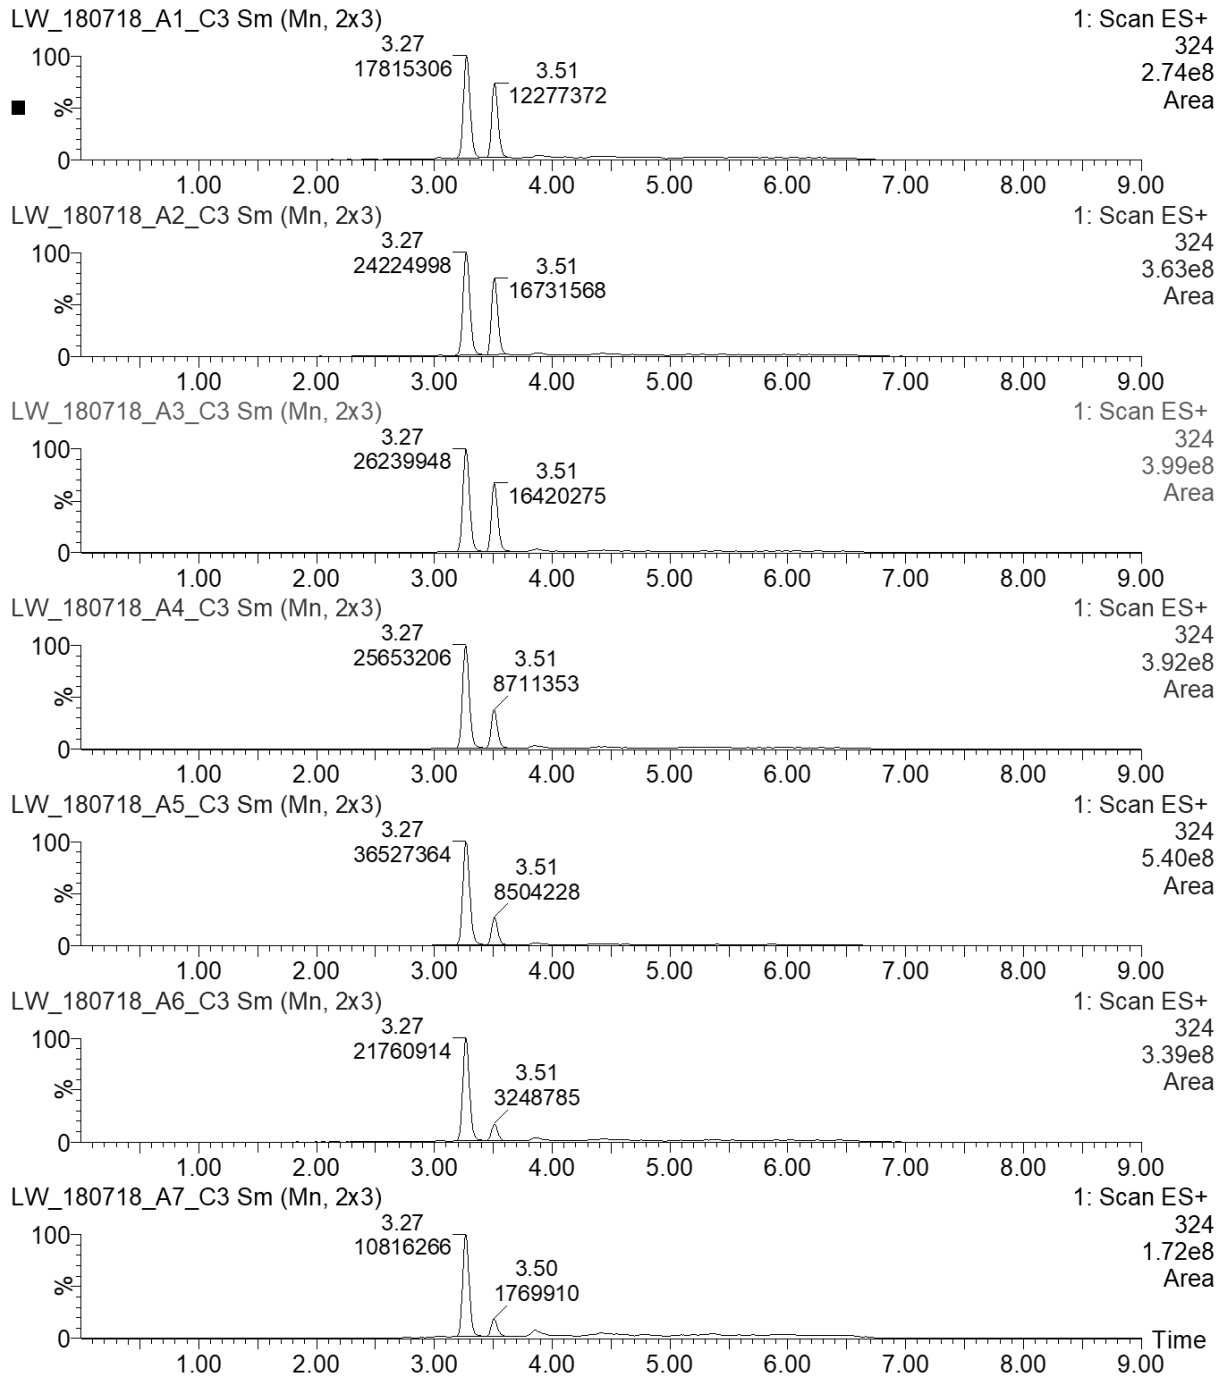 LW_180718_A1_C3 Sm (Mn, 2x3) 1: Scan ES+
324
2.74e8
Area
3.27
17815306
3.51
12277372
100
%
0
1.00 2.00 3.00 4.00 5.00 6.00 7.00 8.00 9.00
LW_180718_A2_C3 Sm (Mn, 2x3) 1: Scan ES+
324
3.63e8
Area
3.27
24224998
3.51
16731568
100
%
0
1.00 2.00 3.00 4.00 5.00 6.00 7.00 8.00 9.00
LW_180718_A3_C3 Sm (Mn, 2x3) 1: Scan ES+
324
3.99e8
Area
3.27
26239948
3.51
16420275
100
%
0
1.00 2.00 3.00 4.00 5.00 6.00 7.00 8.00 9.00
LW_180718_A4_C3 Sm (Mn, 2x3) 1: Scan ES+
324
3.92e8
Area
3.27
25653206
3.51
8711353
100
%
0
1.00 2.00 3.00 4.00 5.00 6.00 7.00 8.00 9.00
LW_180718_A5_C3 Sm (Mn, 2x3) 1: Scan ES+
324
5.40e8
Area
3.27
36527364
3.51
8504228
100
%
0
1.00 2.00 3.00 4.00 5.00 6.00 7.00 8.00 9.00
LW_180718_A6_C3 Sm (Mn, 2x3) 1: Scan ES+
324
3.39e8
Area
3.27
21760914
3.51
3248785
100
%
0
1.00 2.00 3.00 4.00 5.00 6.00 7.00 8.00 9.00
LW_180718_A7_C3 Sm (Mn, 2x3) 1: Scan ES+
324
1.72e8
Area
3.27
10816266
3.50
1769910
100
%
0
Time
1.00 2.00 3.00 4.00 5.00 6.00 7.00 8.00 9.00